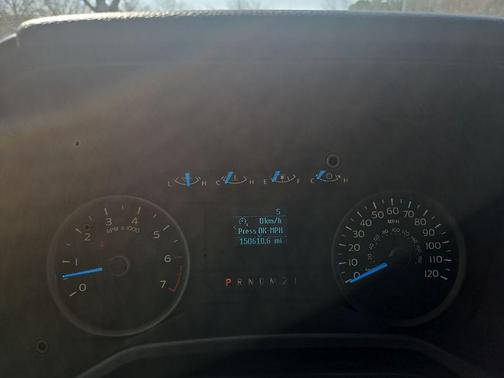 L H C H E F C H
S
0km/h
Press OK-MPH
150610.6 mi
0 1 2 3 4 5 6 7
RPM X 1000
0 10 20 30 40 50 60 70 80 90 100 110 120
MPH
P R N D M 2 1